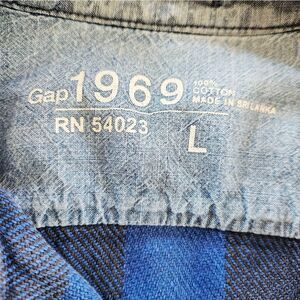 Gap 1969
100%
COTTON
MADE IN SRI LANKA
RN 54023
L